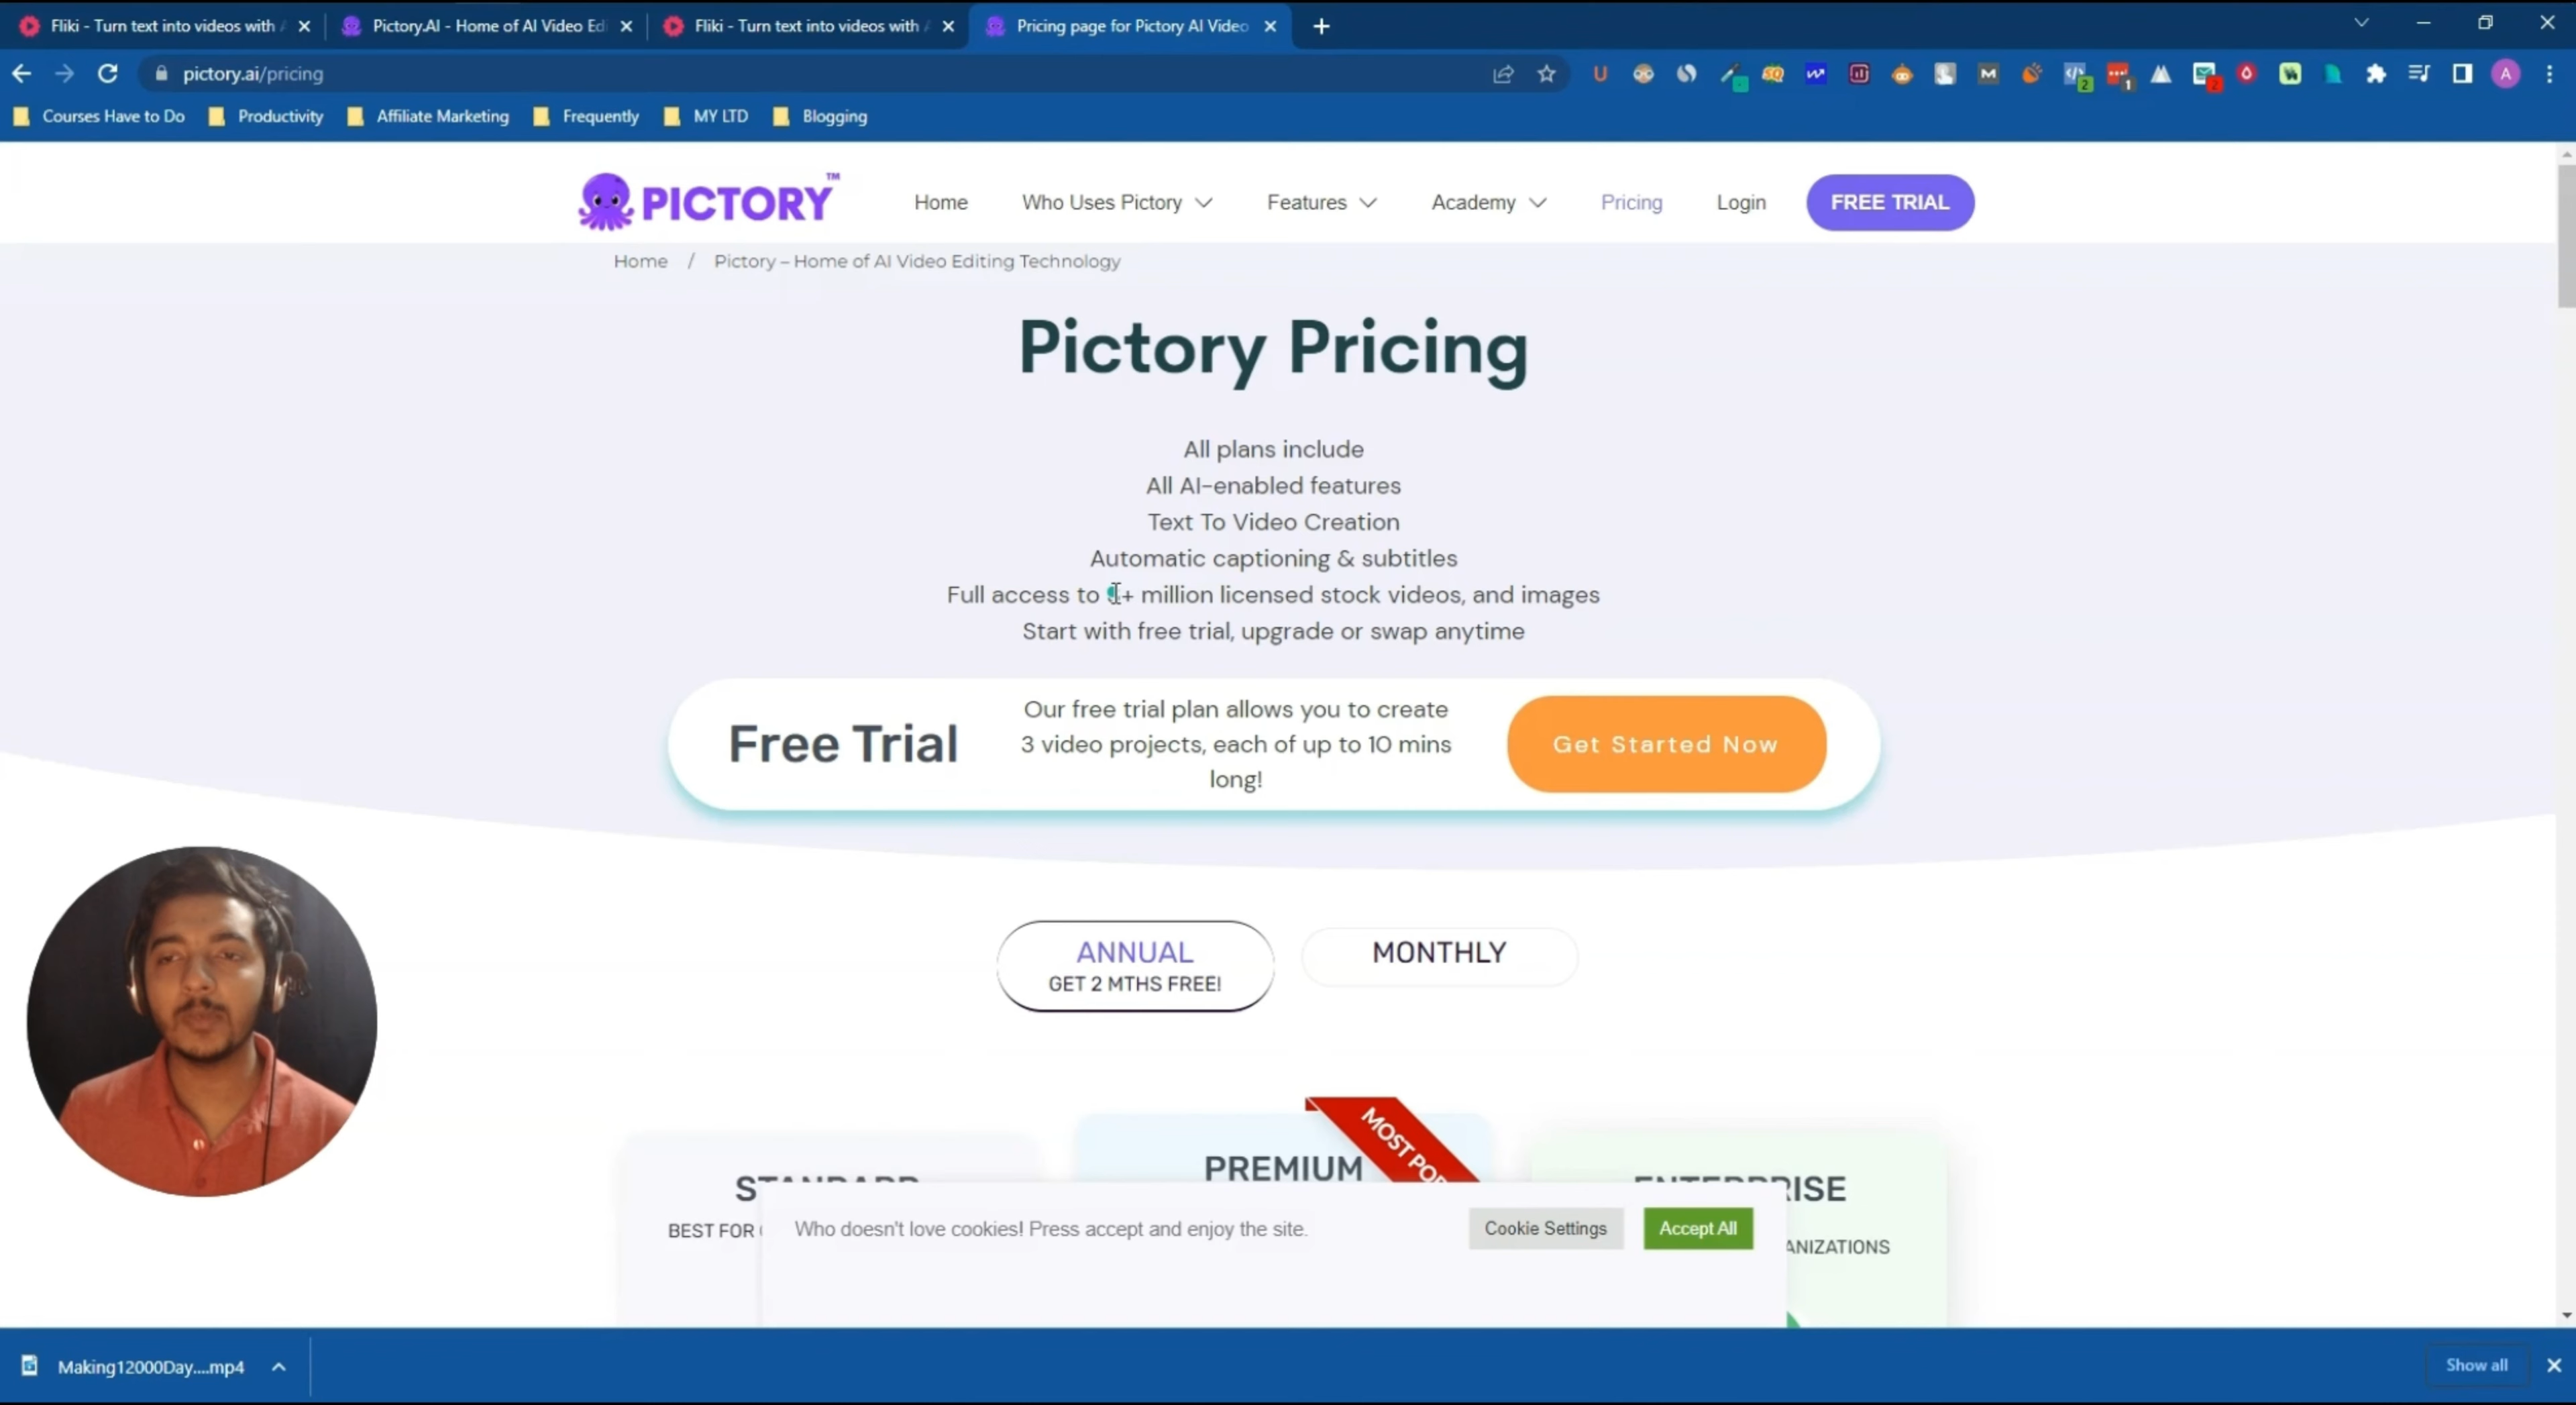 Fliki - Turn text into videos with
Pictory.AI - Home of AI Video Edi
Fliki - Turn text into videos with
Pricing page for Pictory AI Video
pictory.ai/pricing
Courses Have to Do
Productivity
Affiliate Marketing
Frequently
MY LTD
Blogging
PICTORY™
Home
Who Uses Pictory
Features
Academy
Pricing
Login
FREE TRIAL
Home / Pictory – Home of AI Video Editing Technology
Pictory Pricing
All plans include
All AI-enabled features
Text To Video Creation
Automatic captioning & subtitles
Full access to + million licensed stock videos, and images
Start with free trial, upgrade or swap anytime
Free Trial
Our free trial plan allows you to create
3 video projects, each of up to 10 mins
long!
Get Started Now
ANNUAL
GET 2 MTHS FREE!
MONTHLY
MOST POP
PREMIUM
BEST FOR
Who doesn't love cookies! Press accept and enjoy the site.
Cookie Settings
Accept All
Making12000Day....mp4
Show all